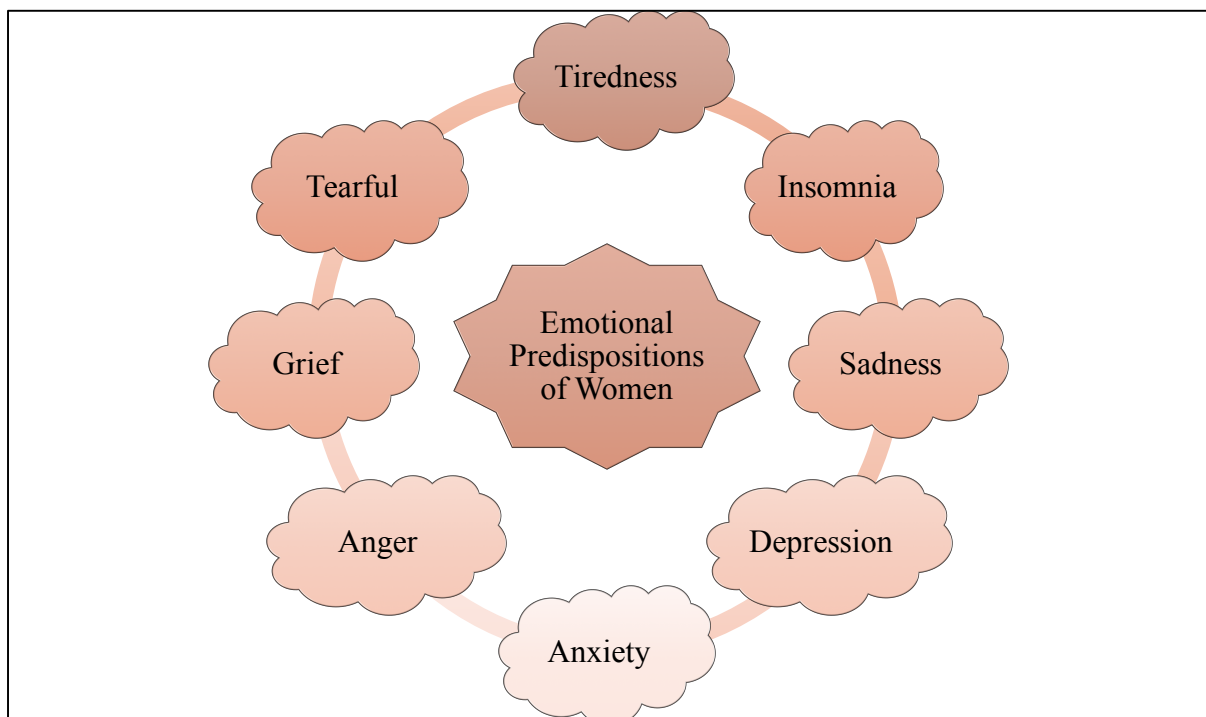 Tiredness
Tearful
Insomnia
Emotional
Predispositions
of Women
Grief
Sadness
Anger
Depression
Anxiety